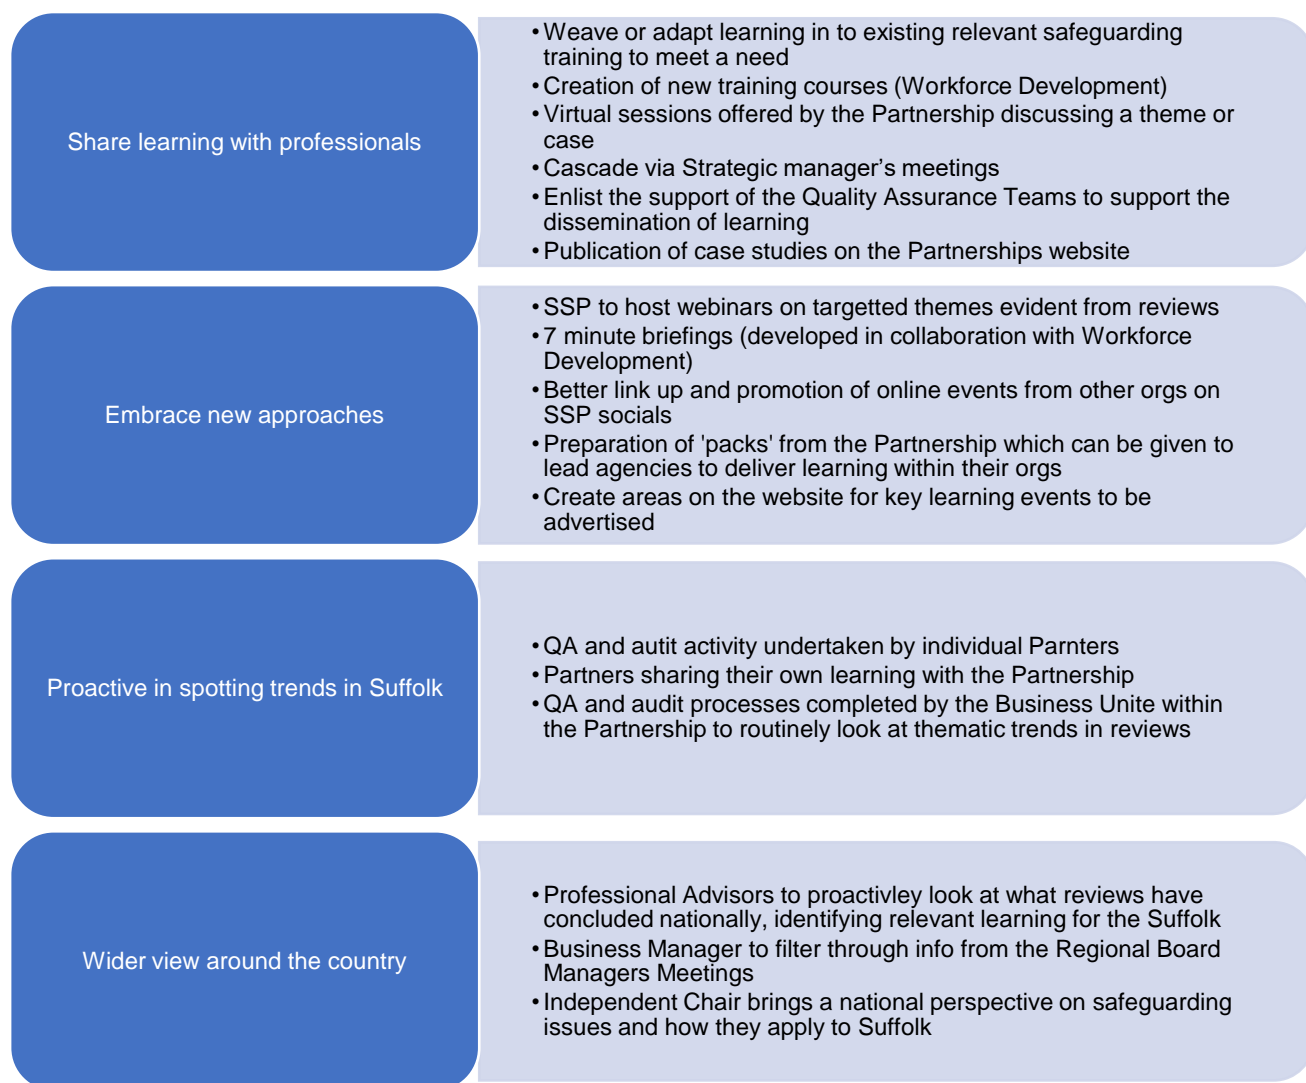 Share learning with professionals
•Weave or adapt learning in to existing relevant safeguarding
training to meet a need
•Creation of new training courses (Workforce Development)
•Virtual sessions offered by the Partnership discussing a theme or
case
•Cascade via Strategic manager's meetings
•Enlist the support of the Quality Assurance Teams to support the
dissemination of learning
•Publication of case studies on the Partnerships website
Embrace new approaches
•SSP to host webinars on targetted themes evident from reviews
•7 minute briefings (developed in collaboration with Workforce
Development)
•Better link up and promotion of online events from other orgs on
SSP socials
•Preparation of 'packs' from the Partnership which can be given to
lead agencies to deliver learning within their orgs
•Create areas on the website for key learning events to be
advertised
Proactive in spotting trends in Suffolk
•QA and autit activity undertaken by individual Parnters
•Partners sharing their own learning with the Partnership
•QA and audit processes completed by the Business Unite within
the Partnership to routinely look at thematic trends in reviews
Wider view around the country
•Professional Advisors to proactivley look at what reviews have
concluded nationally, identifying relevant learning for the Suffolk
•Business Manager to filter through info from the Regional Board
Managers Meetings
•Independent Chair brings a national perspective on safeguarding
issues and how they apply to Suffolk